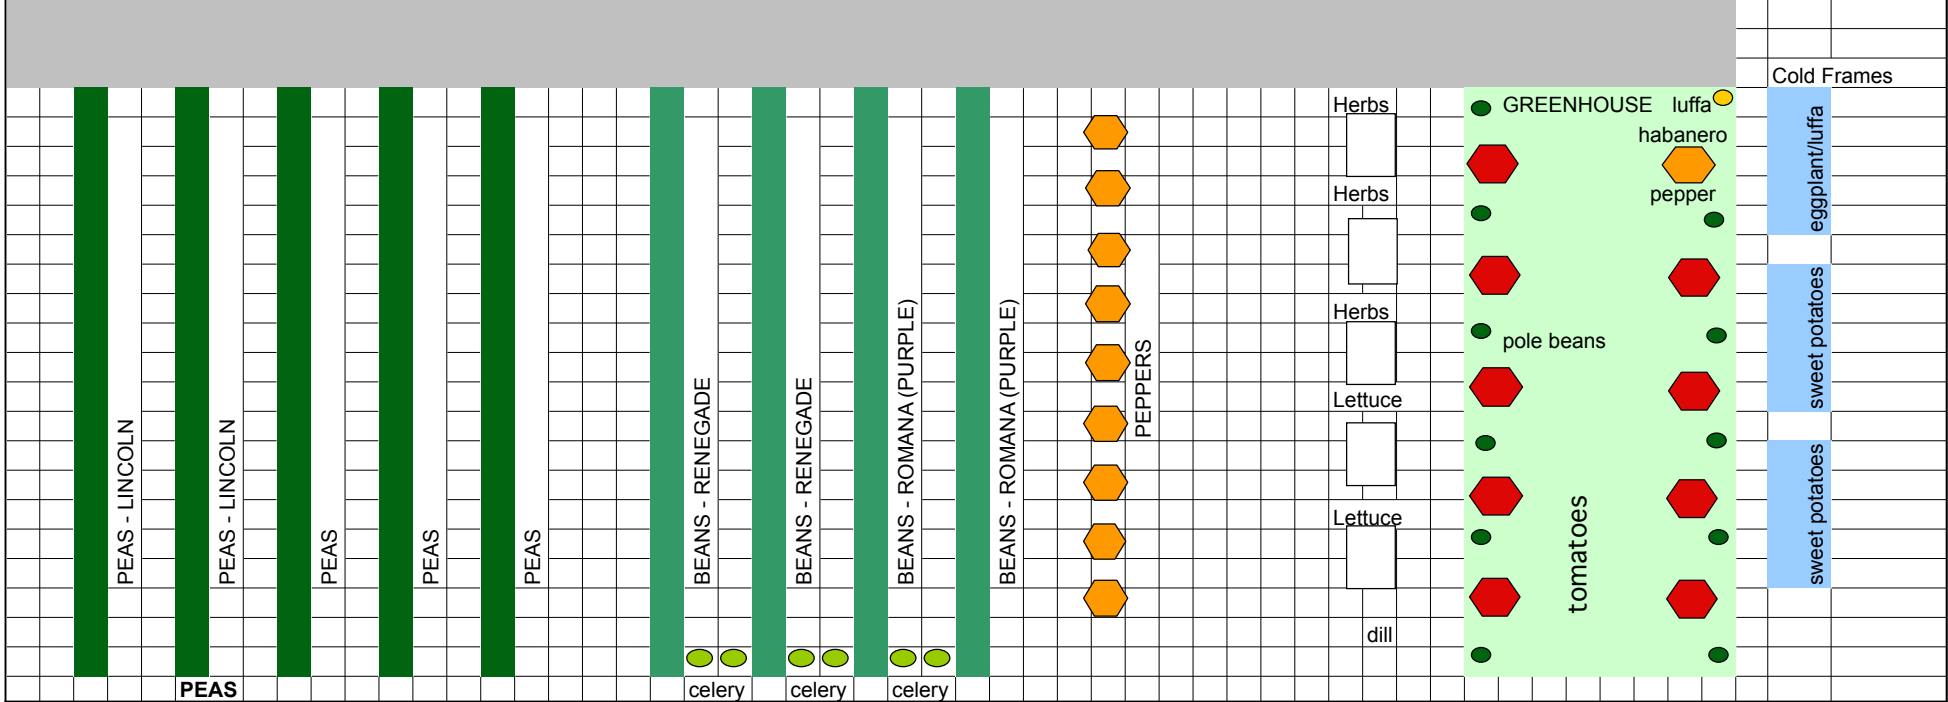 Cold Frames
Herbs
GREENHOUSE luffa
habanero
pepper
eggplant/luffa
Herbs
Herbs
pole beans
sweet potatoes
Lettuce
Lettuce
tomatoes
sweet potatoes
dill
PEAS - LINCOLN
PEAS - LINCOLN
PEAS
PEAS
PEAS
BEANS - RENEGADE
BEANS - RENEGADE
BEANS - ROMANA (PURPLE)
BEANS - ROMANA (PURPLE)
PEPPERS
PEAS
celery
celery
celery